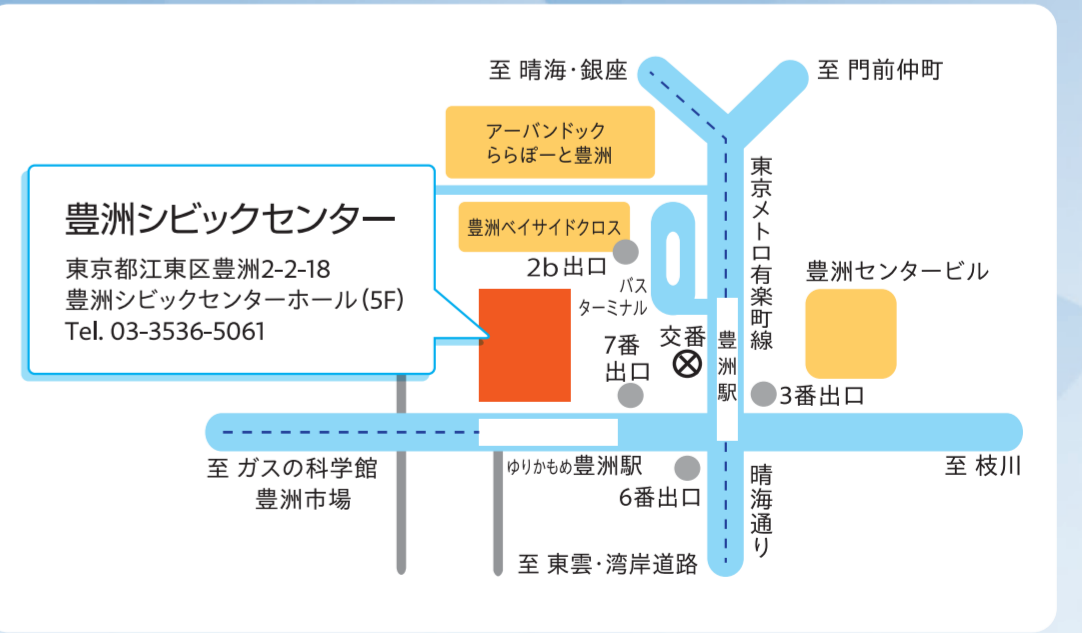 至 晴海･銀座
至 門前仲町
アーバンドック
ららぽーと豊洲
東京メトロ有楽町線
豊洲シビックセンター
東京都江東区豊洲2-2-18
豊洲シビックセンターホール(5F)
Tel. 03-3536-5061
豊洲ベイサイドクロス
2b出口
バス
ターミナル
豊洲センタービル
7番
出口
交番
豊洲駅
3番出口
至 ガスの科学館
豊洲市場
ゆりかもめ豊洲駅
6番出口
晴海通り
至 枝川
至 東雲･湾岸道路